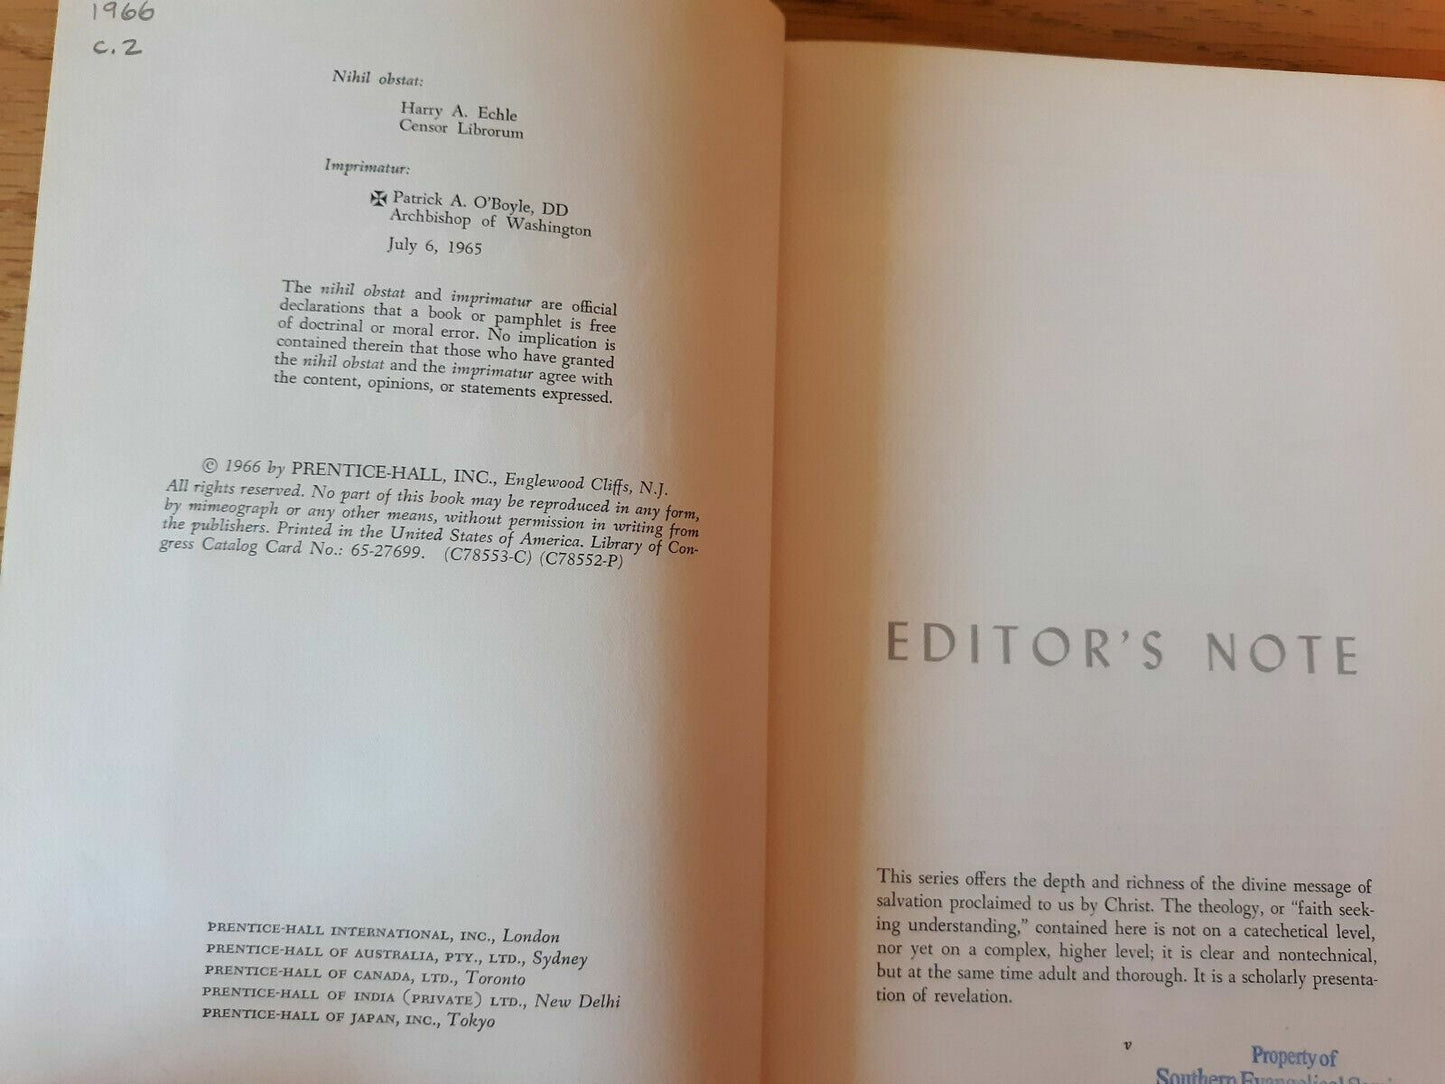 1966
c.2
Nihil obstat:
Harry A. Echle
Censor Librorum
Imprimatur:
✠ Patrick A. O'Boyle, DD
Archbishop of Washington
July 6, 1965
The nihil obstat and imprimatur are official
declarations that a book or pamphlet is free
of doctrinal or moral error. No implication is
contained therein that those who have granted
the nihil obstat and the imprimatur agree with
the content, opinions, or statements expressed.
© 1966 by PRENTICE-HALL, INC., Englewood Cliffs, N.J.
All rights reserved. No part of this book may be reproduced in any form,
by mimeograph or any other means, without permission in writing from
the publishers. Printed in the United States of America. Library of Con-
gress Catalog Card No.: 65-27699. (C78553-C) (C78552-P)
PRENTICE-HALL INTERNATIONAL, INC., London
PRENTICE-HALL OF AUSTRALIA, PTY., LTD., Sydney
PRENTICE-HALL OF CANADA, LTD., Toronto
PRENTICE-HALL OF INDIA (PRIVATE) LTD., New Delhi
PRENTICE-HALL OF JAPAN, INC., Tokyo
EDITOR'S NOTE
This series offers the depth and richness of the divine message of
salvation proclaimed to us by Christ. The theology, or "faith seek-
ing understanding," contained here is not on a catechetical level,
nor yet on a complex, higher level; it is clear and nontechnical,
but at the same time adult and thorough. It is a scholarly presenta-
tion of revelation.
v
Property of
Southern Evangelical